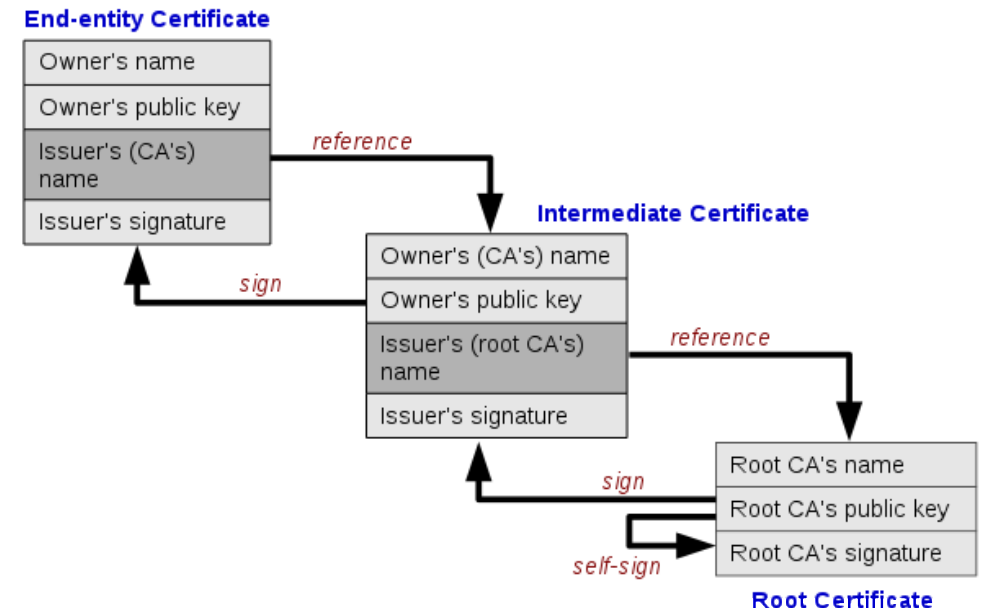 End-entity Certificate
Owner's name
Owner's public key
Issuer's (CA's)
name
Issuer's signature
reference
sign
Intermediate Certificate
Owner's (CA's) name
Owner's public key
Issuer's (root CA's)
name
Issuer's signature
reference
sign
self-sign
Root CA's name
Root CA's public key
Root CA's signature
Root Certificate